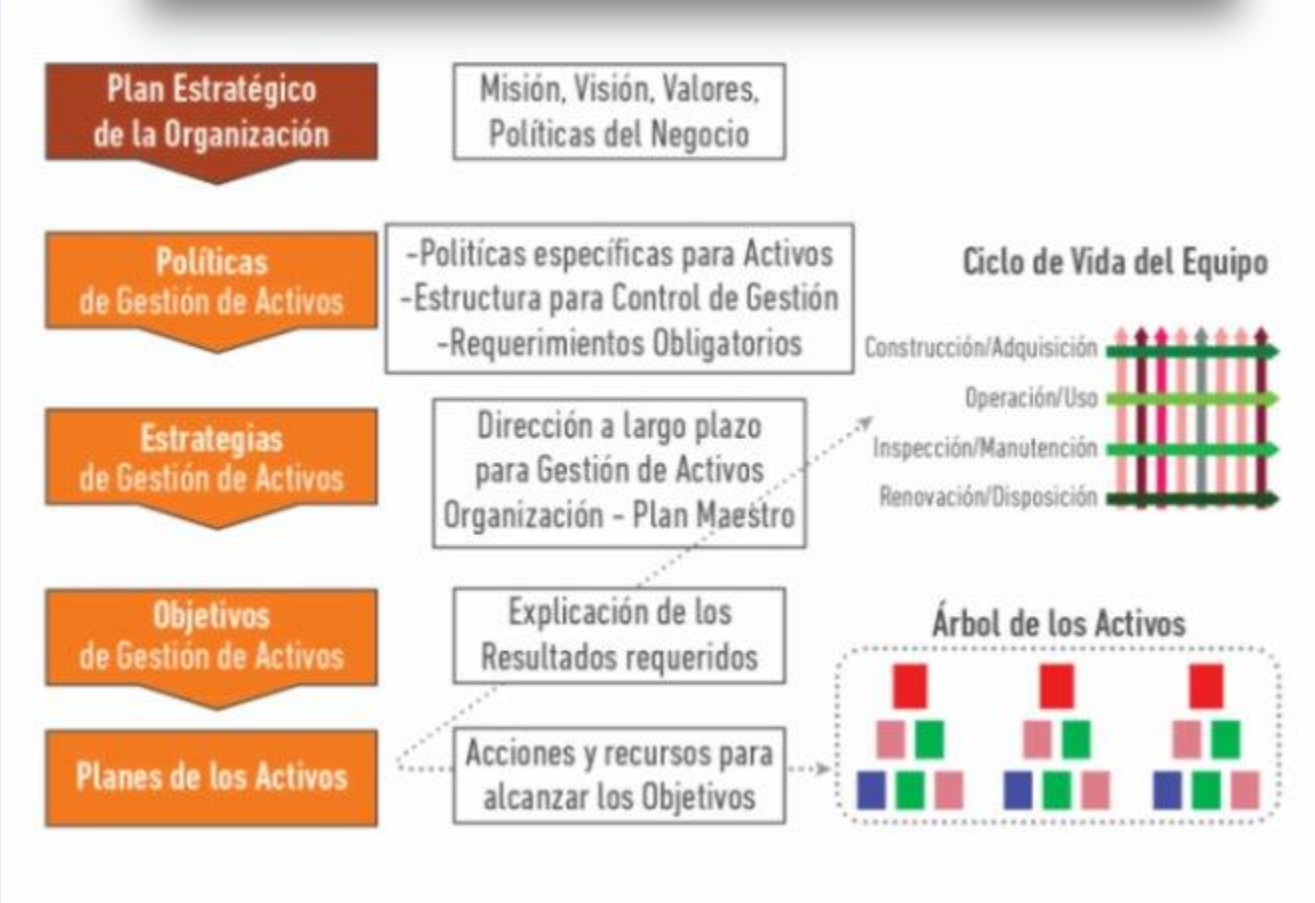 Plan Estratégico
de la Organización
Misión, Visión, Valores,
Políticas del Negocio
Políticas
de Gestión de Activos
-Politícas específicas para Activos
-Estructura para Control de Gestión
-Requerimientos Obligatorios
Estrategias
de Gestión de Activos
Dirección a largo plazo
para Gestión de Activos
Organización - Plan Maestro
Objetivos
de Gestión de Activos
Explicación de los
Resultados requeridos
Planes de los Activos
Acciones y recursos para
alcanzar los Objetivos
Ciclo de Vida del Equipo
Construcción/Adquisición
Operación/Uso
Inspección/Manutención
Renovación/Disposición
Árbol de los Activos